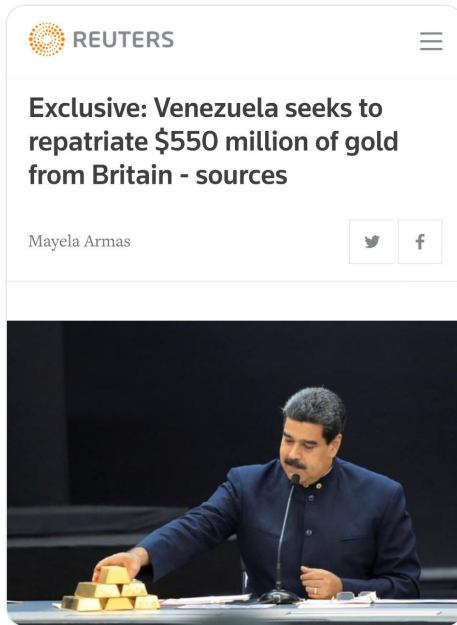 REUTERS
Exclusive: Venezuela seeks to
repatriate $550 million of gold
from Britain - sources
Mayela Armas